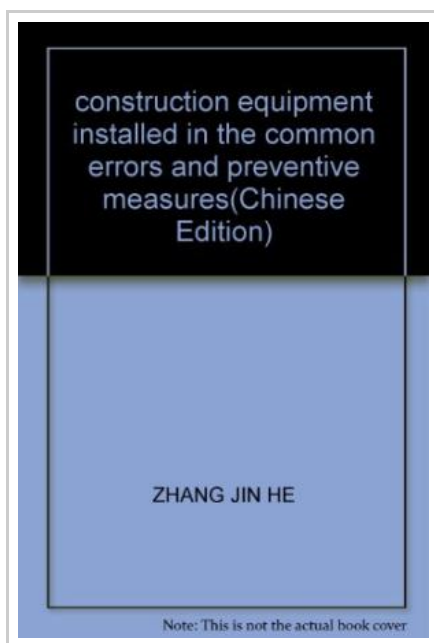 construction equipment
installed in the common
errors and preventive
measures(Chinese
Edition)
ZHANG JIN HE
Note: This is not the actual book cover